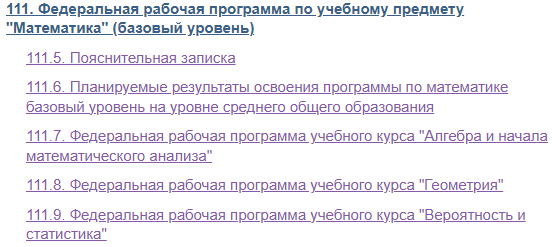 111. Федеральная рабочая программа по учебному предмету
"Математика" (базовый уровень)
111.5. Пояснительная записка
111.6. Планируемые результаты освоения программы по математике
базовый уровень на уровне среднего общего образования
111.7. Федеральная рабочая программа учебного курса "Алгебра и начала
математического анализа"
111.8. Федеральная рабочая программа учебного курса "Геометрия"
111.9. Федеральная рабочая программа учебного курса "Вероятность и
статистика"